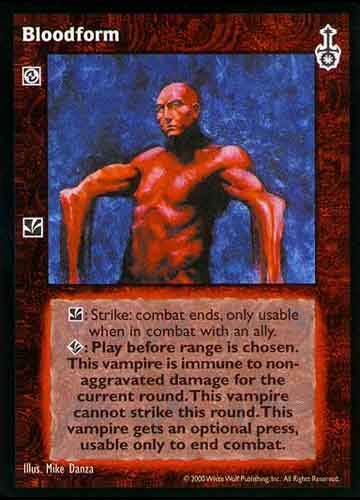 Bloodform
: Strike: combat ends, only usable
when in combat with an ally.
: Play before range is chosen.
This vampire is immune to non-
aggravated damage for the
current round. This vampire
cannot strike this round. This
vampire gets an optional press,
usable only to end combat.
Illus. Mike Danza
© 2000 White Wolf Publishing, Inc. All Rights Reserved.